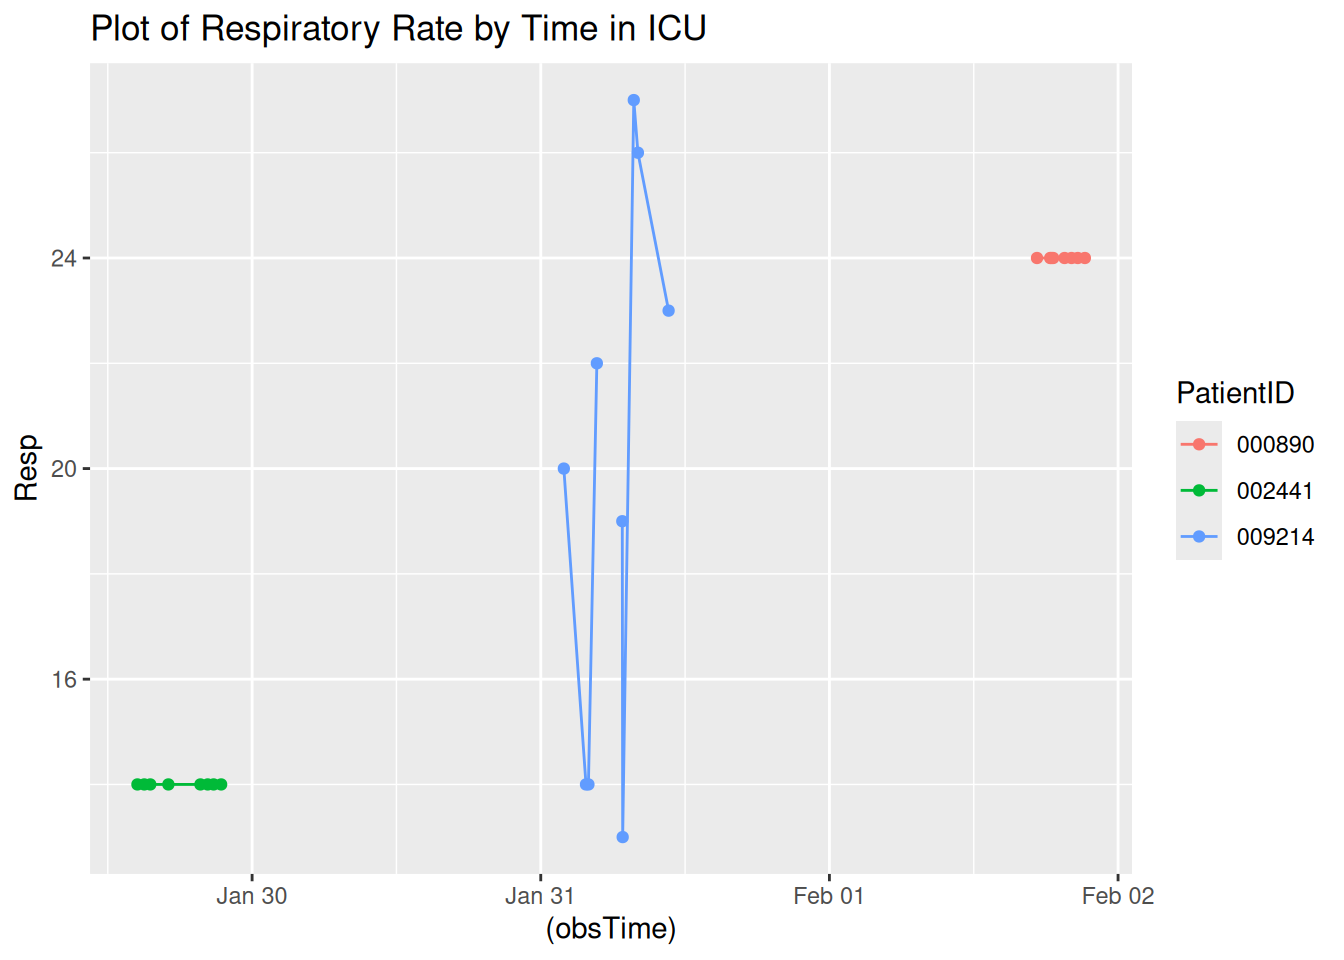 Plot of Respiratory Rate by Time in ICU
24
20
16
Resp
Jan 30
Jan 31
Feb 01
Feb 02
(obsTime)
PatientID
000890
002441
009214